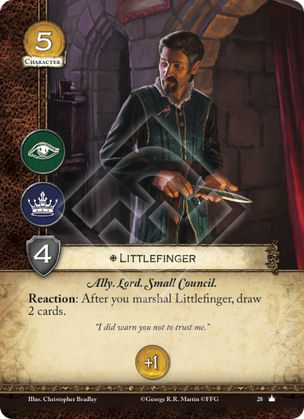 5
CHARACTER
4
LITTLEFINGER
Ally. Lord. Small Council.
Reaction: After you marshal Littlefinger, draw
2 cards.
"I did warn you not to trust me."
+1
Illus. Christopher Bradley ©George R.R. Martin ©FFG 28